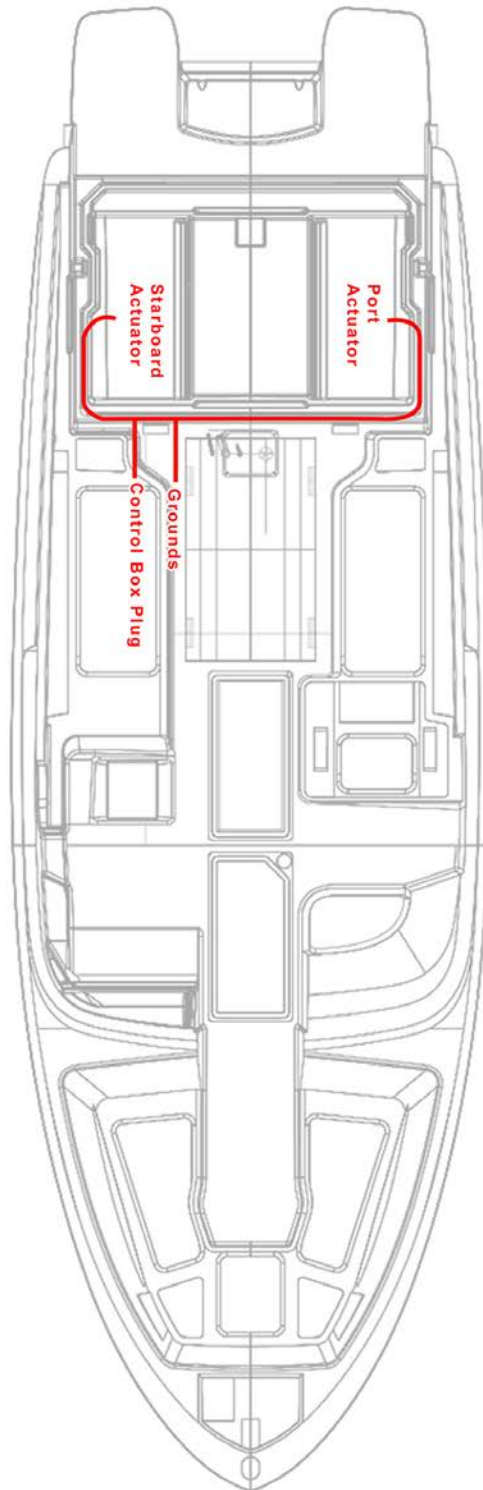 Port
Actuator
Starboard
Actuator
Grounds
Control Box Plug